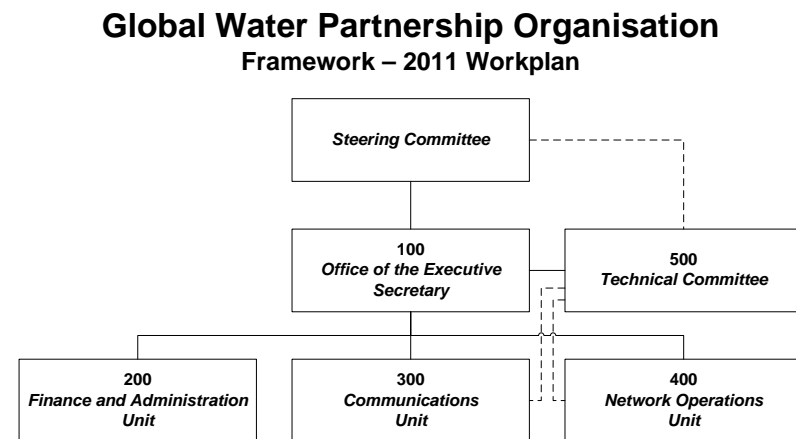 Global Water Partnership Organisation
Framework – 2011 Workplan
Steering Committee
100
Office of the Executive
Secretary
500
Technical Committee
200
Finance and Administration
Unit
300
Communications
Unit
400
Network Operations
Unit